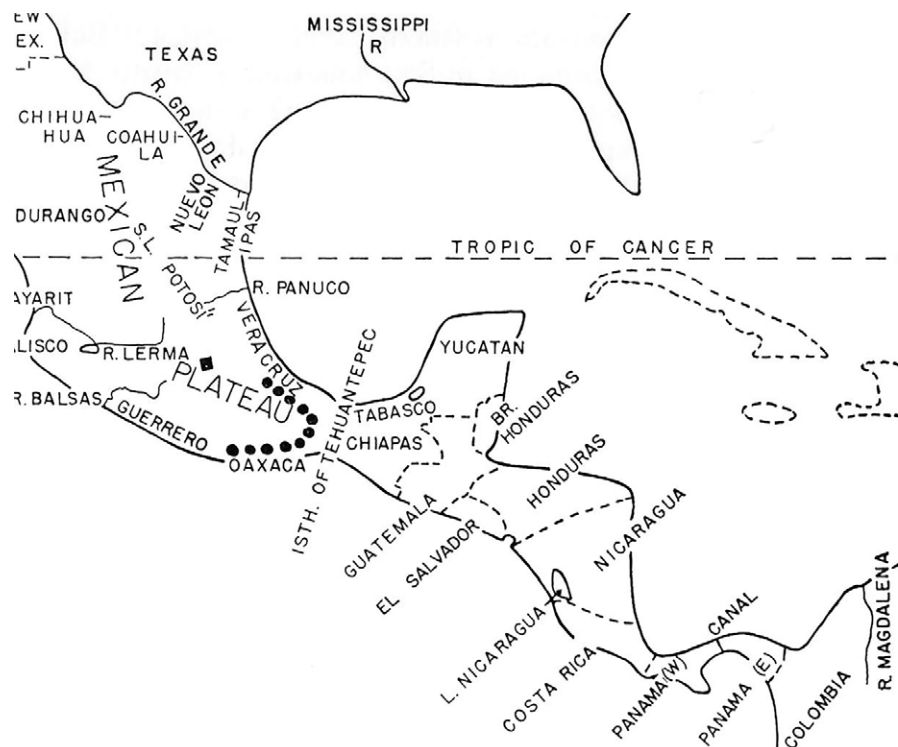 EW
EX.
TEXAS
MISSISSIPPI
R
R. GRANDE
CHIHUA-
HUA
COAHUI-
LA
MEXICAN
NUEVO
LEON
TAMAUL-
IPAS
DURANGO
S.L.
POTOSI
TROPIC OF CANCER
R. PANUCO
AYARIT
VERACRUZ
ALISCO
R. LERMA
YUCATAN
PLATEAU
R. BALSAS
GUERRERO
OAXACA
ISTH. OF TEHUANTEPEC
TABASCO
CHIAPAS
BR.
HONDURAS
HONDURAS
GUATEMALA
EL SALVADOR
NICARAGUA
L. NICARAGUA
COSTA RICA
CANAL
PANAMA (W)
PANAMA (E)
COLOMBIA
R. MAGDALENA